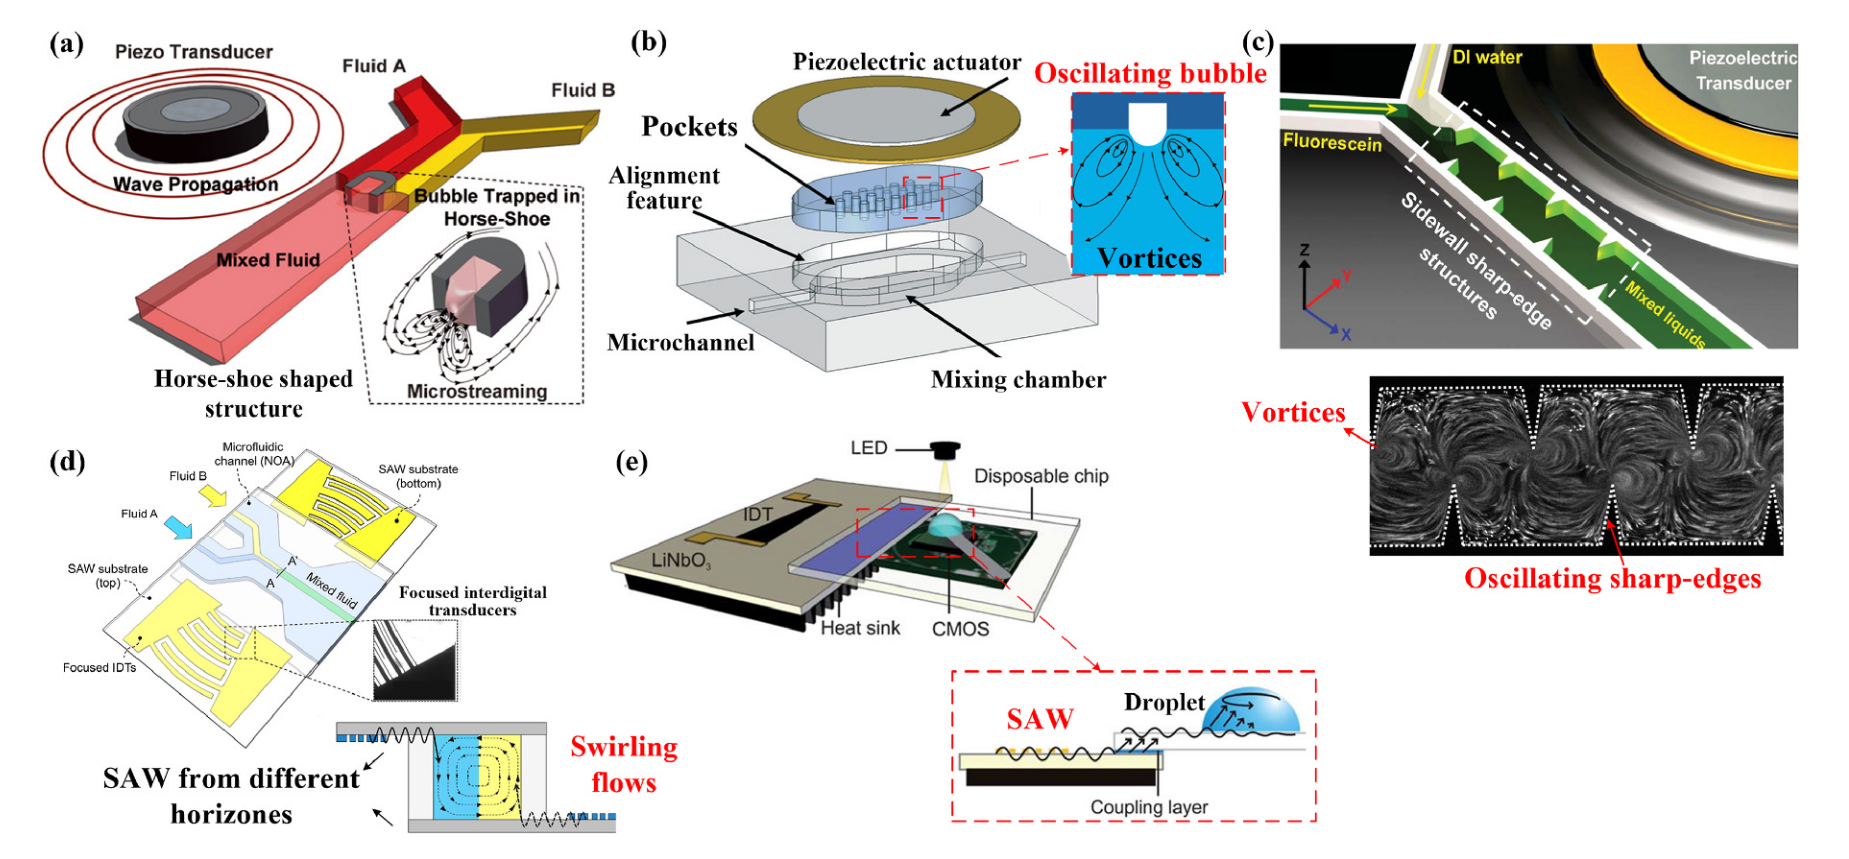 (a)
Piezo Transducer
Fluid A
Fluid B
Wave Propagation
Bubble Trapped in
Horse-Shoe
Mixed Fluid
Microstreaming
Horse-shoe shaped
structure
(b)
Piezoelectric actuator
Oscillating bubble
Pockets
Alignment
feature
Vortices
Microchannel
Mixing chamber
(c)
DI water
Piezoelectric
Transducer
Fluorescein
Sidewall sharp-edge
structures
Mixed liquids
Z
Y
X
Vortices
Oscillating sharp-edges
(d)
Microfluidic
channel (NOA)
Fluid B
SAW substrate
(bottom)
Fluid A
SAW substrate
(top)
A'
A
Mixed fluid
Focused interdigital
transducers
Focused IDTs
SAW from different
horizones
Swirling
flows
(e)
LED
Disposable chip
IDT
LiNbO3
Heat sink
CMOS
SAW
Droplet
Coupling layer